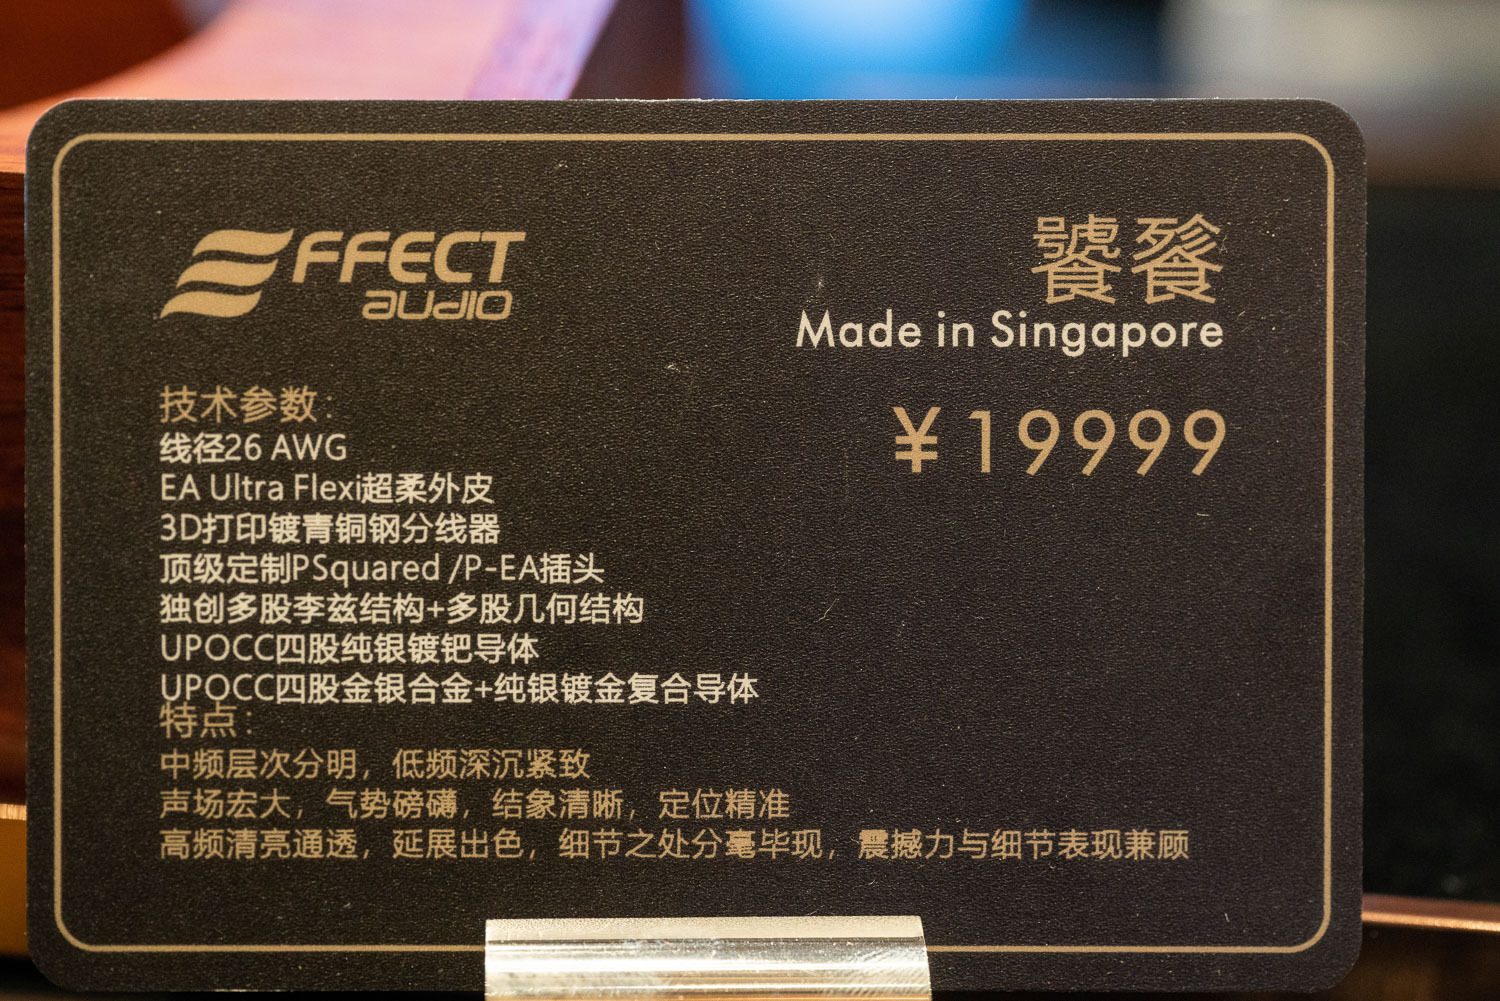 EFFECT
audio
饕餮
Made in Singapore
¥19999
技术参数：
线径26 AWG
EA Ultra Flexi超柔外皮
3D打印镀青铜钢分线器
顶级定制PSquared /P-EA插头
独创多股李兹结构+多股几何结构
UPOCC四股纯银镀钯导体
UPOCC四股金银合金+纯银镀金复合导体
特点：
中频层次分明，低频深沉紧致
声场宏大，气势磅礴，结象清晰，定位精准
高频清亮通透，延展出色，细节之处分毫毕现，震撼力与细节表现兼顾